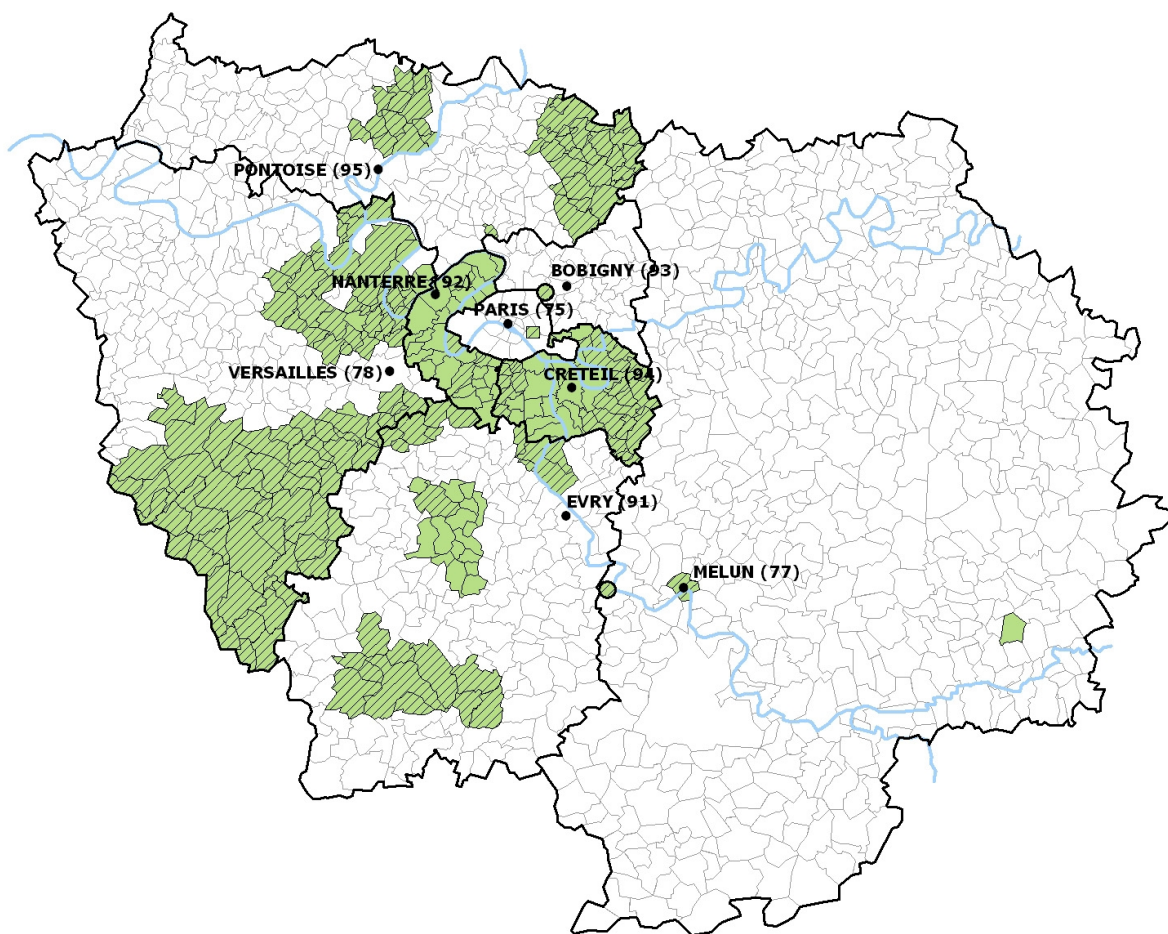 PONTOISE (95)
NANTERRE (92)
BOBIGNY (93)
PARIS (75)
VERSAILLES (78)
CRETEIL (94)
EVRY (91)
MELUN (77)